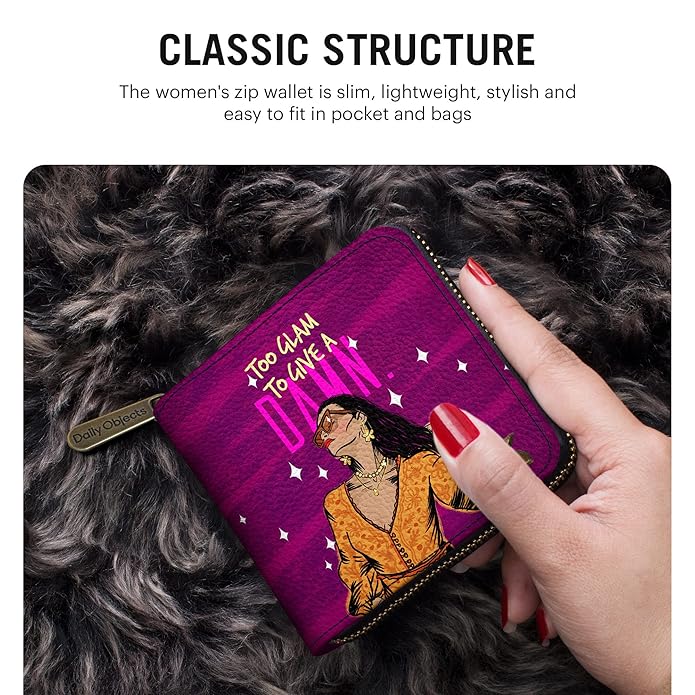 CLASSIC STRUCTURE
The women's zip wallet is slim, lightweight, stylish and
easy to fit in pocket and bags
TOO GLAM
TO GIVE A
DAMN.
Daily Objects